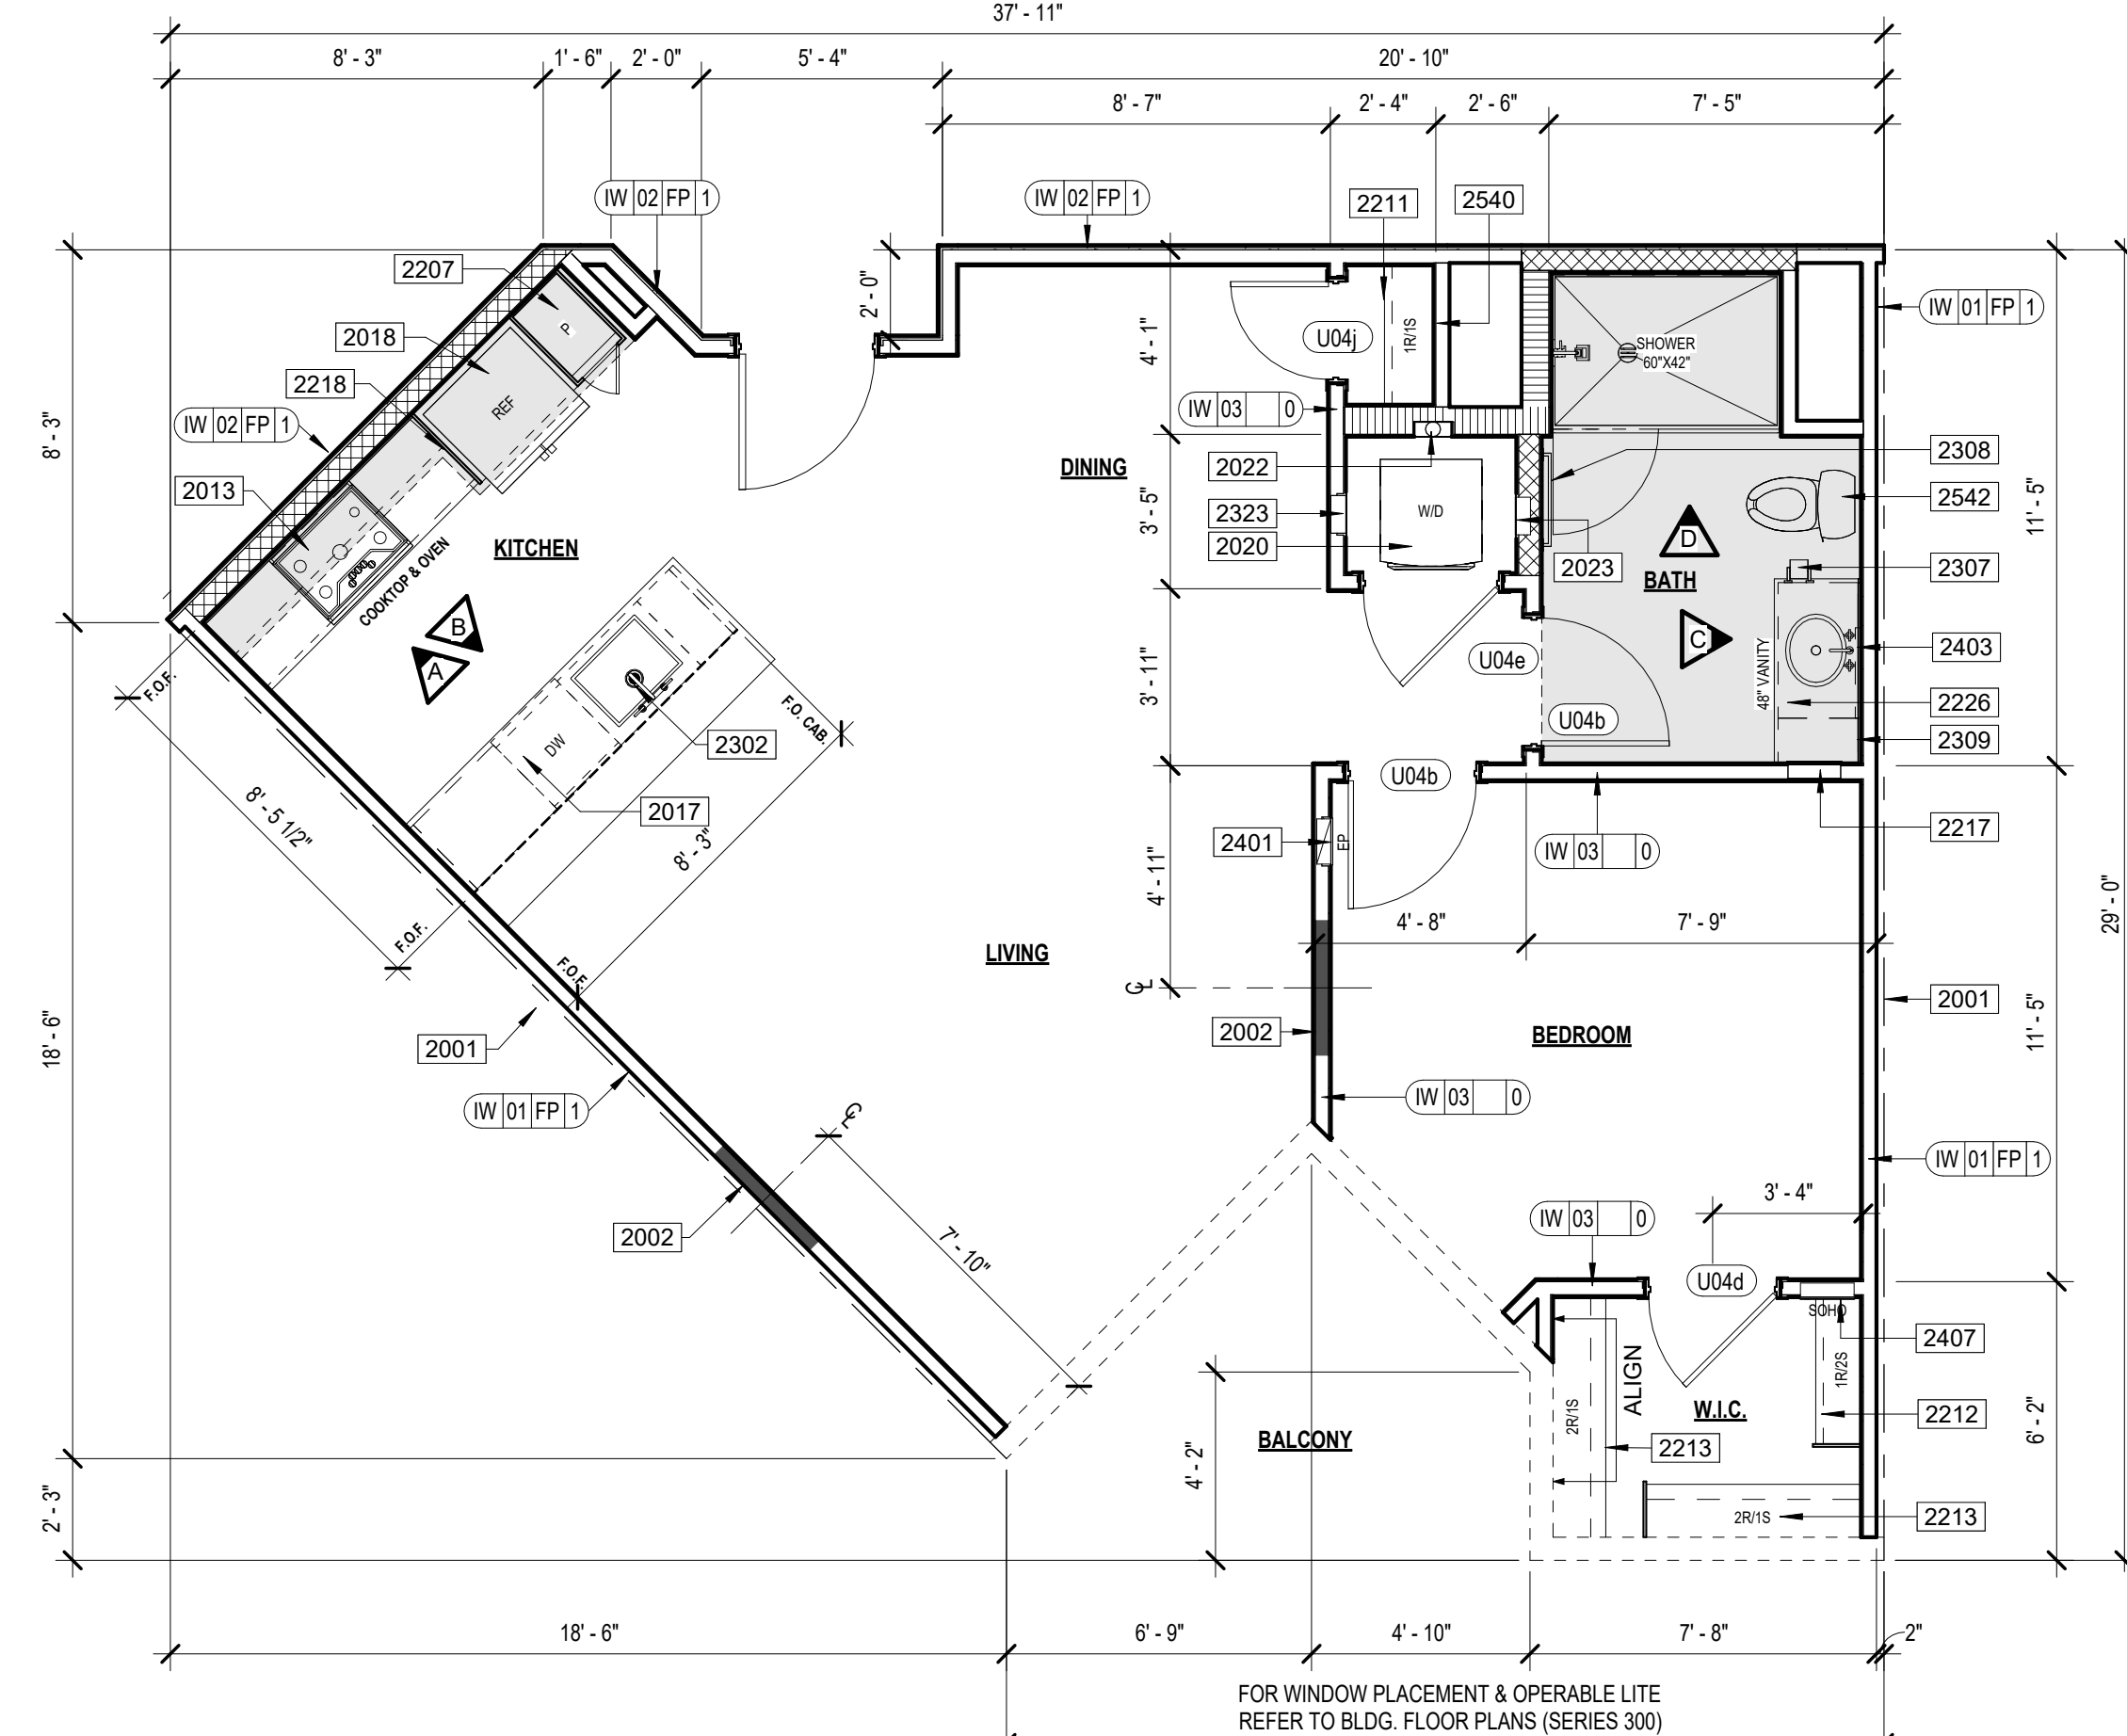 37' - 11"
8' - 3"
1' - 6"
2' - 0"
5' - 4"
20' - 10"
8' - 7"
2' - 4"
2' - 6"
7' - 5"
IW 02 FP 1
IW 02 FP 1
2211
2540
2207
2018
2218
IW 02 FP 1
2013
2' - 0"
8' - 3"
P
REF
COOKTOP & OVEN
KITCHEN
4' - 1"
U04j
1R/1S
SHOWER
60"X42"
IW 01 FP 1
IW 03 0
DINING
2022
2323
2020
3' - 5"
W/D
2023
2308
2542
11' - 5"
D
BATH
2307
C
48" VANITY
2403
2226
2309
B
A
F.O.F.
F.O. CAB.
DW
2302
2017
3' - 11"
U04e
U04b
U04b
2217
8' - 5 1/2"
8' - 3"
F.O.F.
F.O.F.
2401
EP
IW 03 0
4' - 11"
4' - 8"
7' - 9"
29' - 0"
LIVING
CL
2001
2002
BEDROOM
11' - 5"
18' - 6"
2001
IW 01 FP 1
IW 03 0
CL
IW 01 FP 1
2002
7' - 10"
IW 03 0
3' - 4"
U04d
SOHO
2407
1R/2S
ALIGN
2R/1S
W.I.C.
2212
BALCONY
2213
4' - 2"
6' - 2"
2R/1S
2213
2' - 3"
18' - 6"
6' - 9"
4' - 10"
7' - 8"
2"
FOR WINDOW PLACEMENT & OPERABLE LITE
REFER TO BLDG. FLOOR PLANS (SERIES 300)